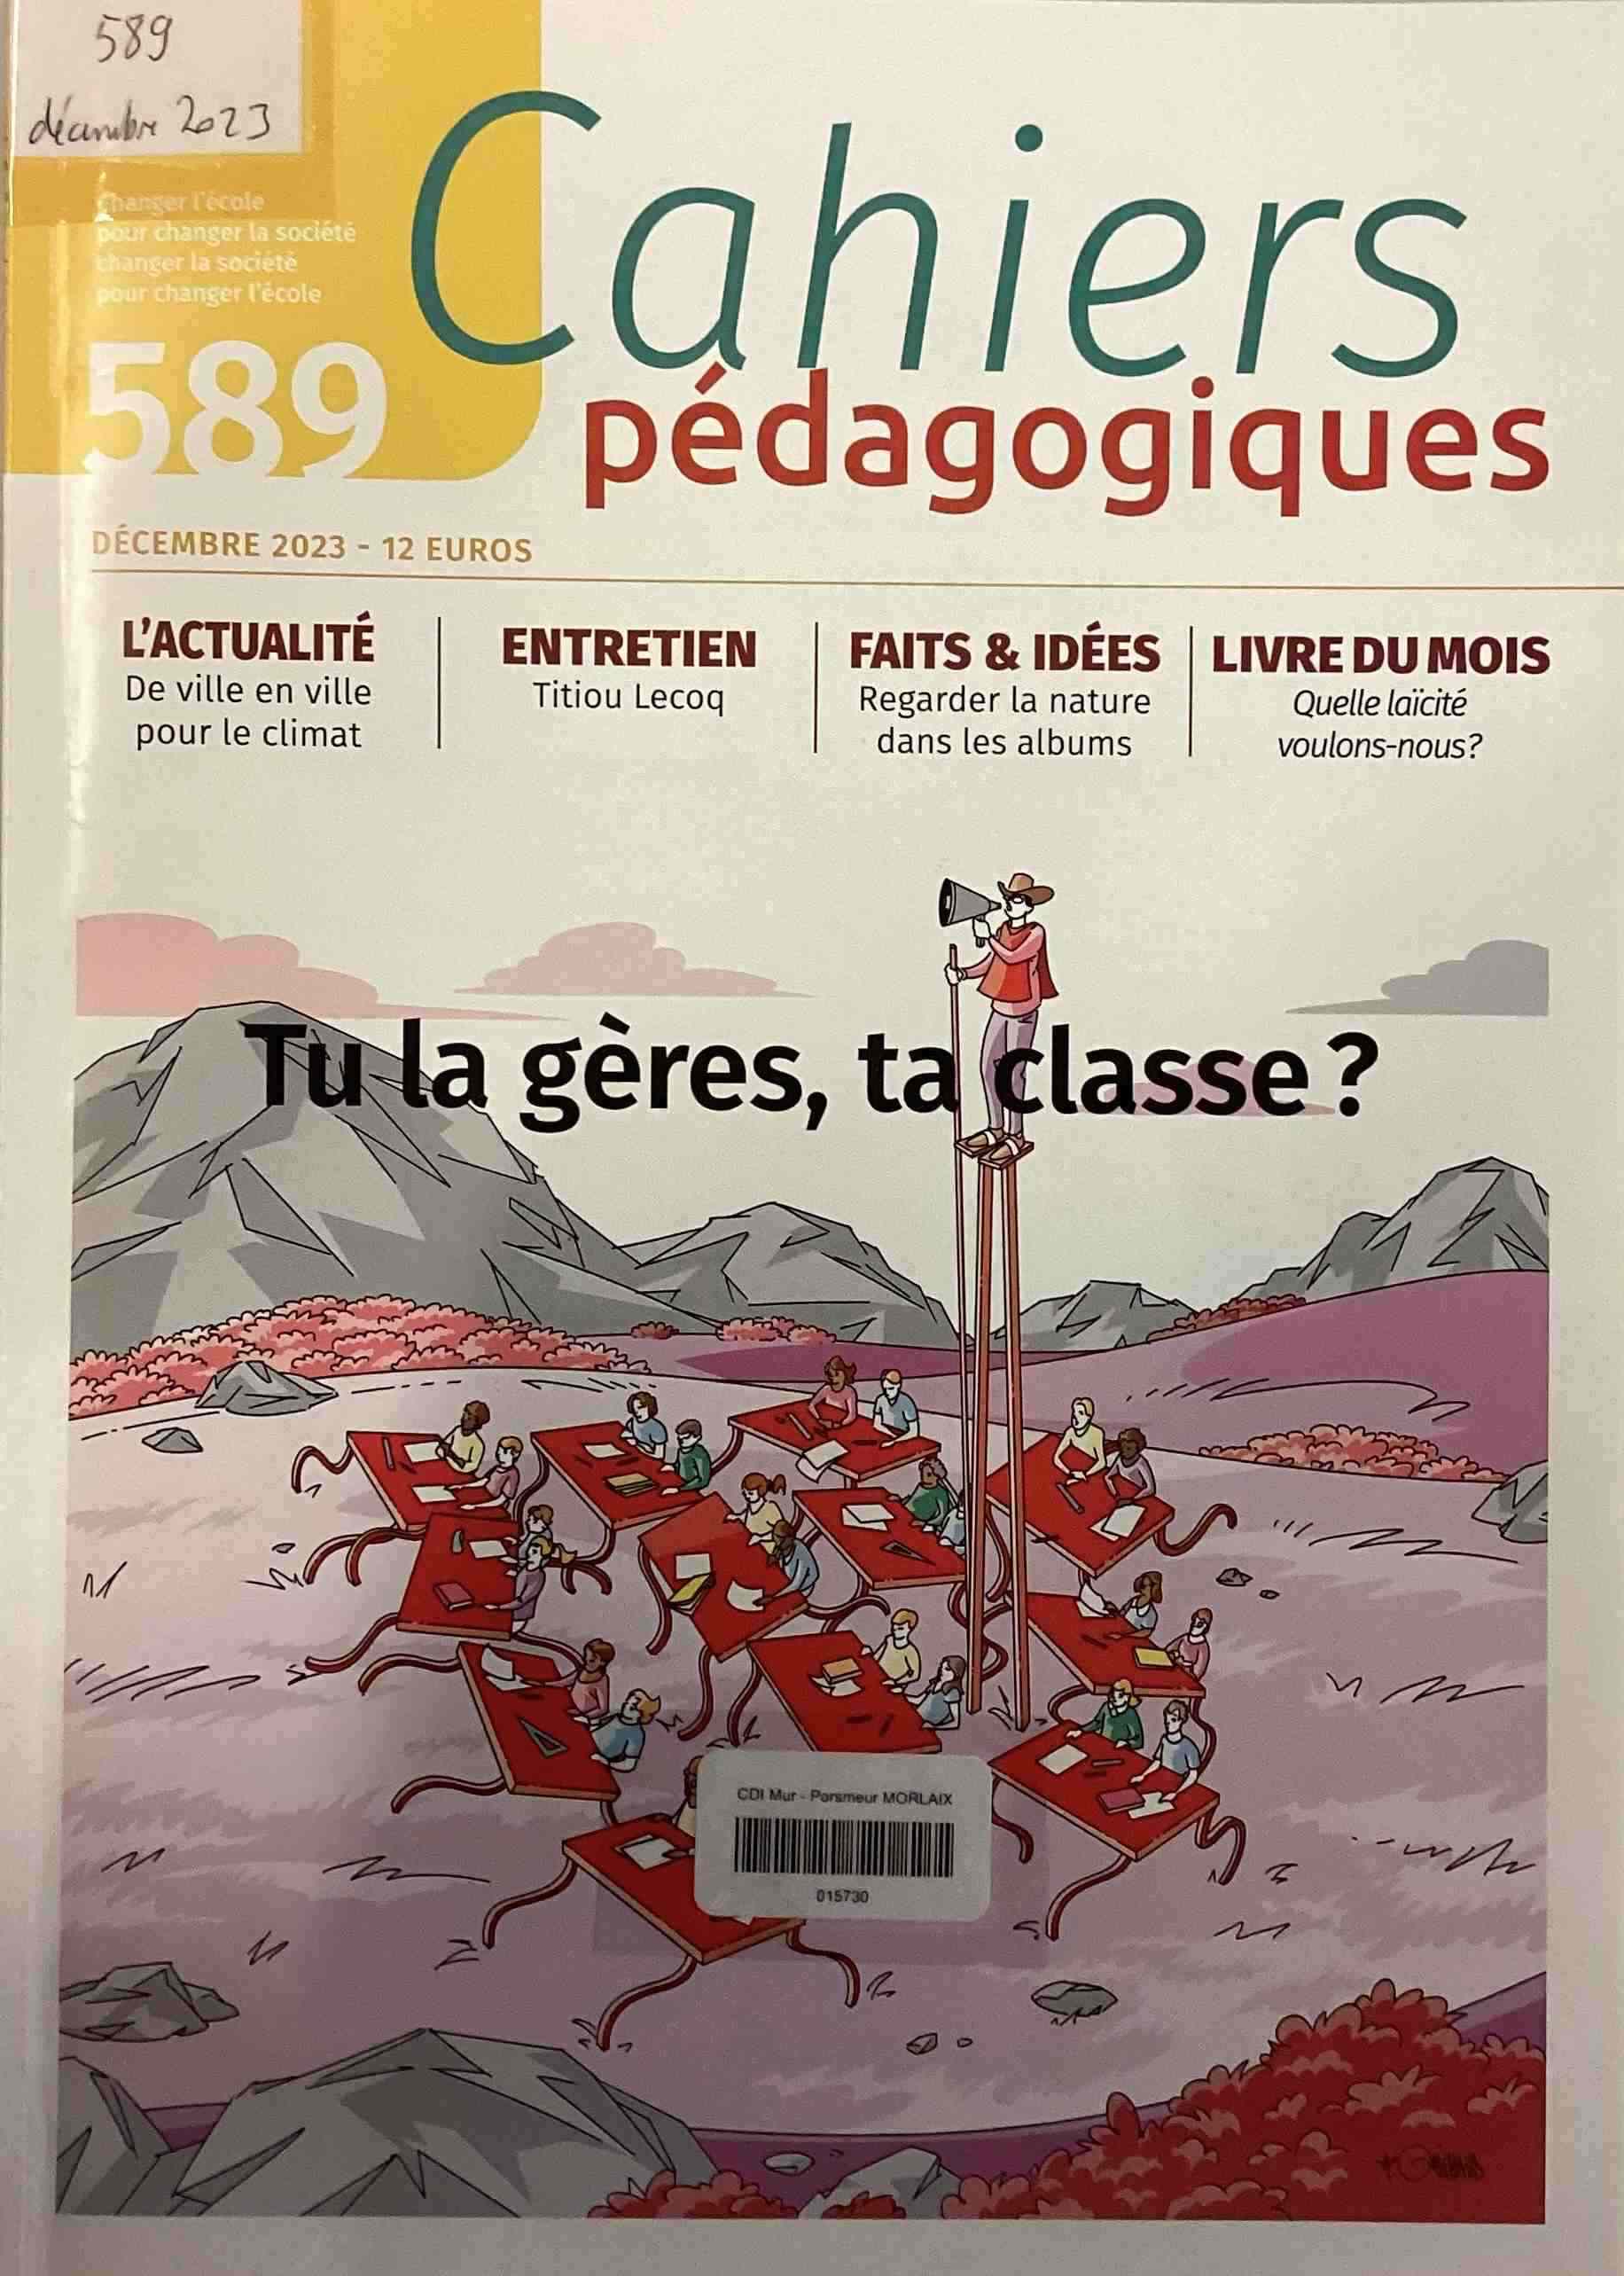 589
décembre 2023
changer l'école
pour changer la société
changer la société
pour changer l'école
589
Cahiers
pédagogiques
DÉCEMBRE 2023 - 12 EUROS
L'ACTUALITÉ
De ville en ville
pour le climat
ENTRETIEN
Titiou Lecoq
FAITS & IDÉES
Regarder la nature
dans les albums
LIVRE DU MOIS
Quelle laïcité
voulons-nous?
Tu la gères, ta classe ?
CDI Mur - Porsmeur MORLAIX
015730